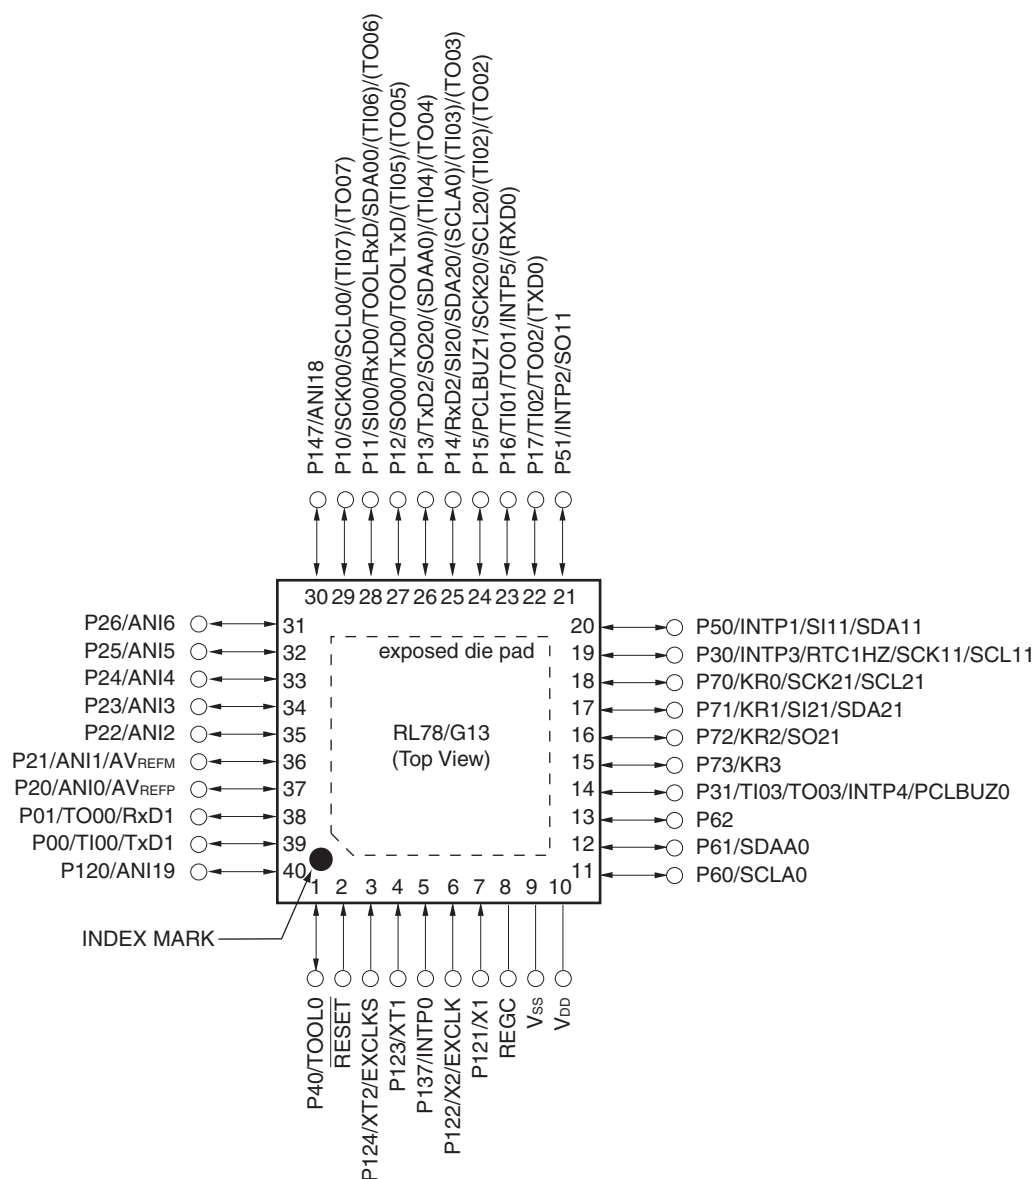 P147/ANI18
P10/SCK00/SCL00/(TI07)/(TO07)
P11/SI00/RxD0/TOOLRxD/SDA00/(TI06)/(TO06)
P12/SO00/TxD0/TOOLTxD/(TI05)/(TO05)
P13/TxD2/SO20/(SDAA0)/(TI04)/(TO04)
P14/RxD2/SI20/SDA20/(SCLA0)/(TI03)/(TO03)
P15/PCLBUZ1/SCK20/SCL20/(TI02)/(TO02)
P16/TI01/TO01/INTP5/(RXD0)
P17/TI02/TO02/(TXD0)
P51/INTP2/SO11
30 29 28 27 26 25 24 23 22 21
P26/ANI6 31
P25/ANI5 32
P24/ANI4 33
P23/ANI3 34
P22/ANI2 35
P21/ANI1/AVREFM 36
P20/ANI0/AVREFP 37
P01/TO00/RxD1 38
P00/TI00/TxD1 39
P120/ANI19 40
exposed die pad
RL78/G13
(Top View)
20 P50/INTP1/SI11/SDA11
19 P30/INTP3/RTC1HZ/SCK11/SCL11
18 P70/KR0/SCK21/SCL21
17 P71/KR1/SI21/SDA21
16 P72/KR2/SO21
15 P73/KR3
14 P31/TI03/TO03/INTP4/PCLBUZ0
13 P62
12 P61/SDAA0
11 P60/SCLA0
1 2 3 4 5 6 7 8 9 10
INDEX MARK
P40/TOOL0
RESET
P124/XT2/EXCLKS
P123/XT1
P137/INTP0
P122/X2/EXCLK
P121/X1
REGC
VSS
VDD